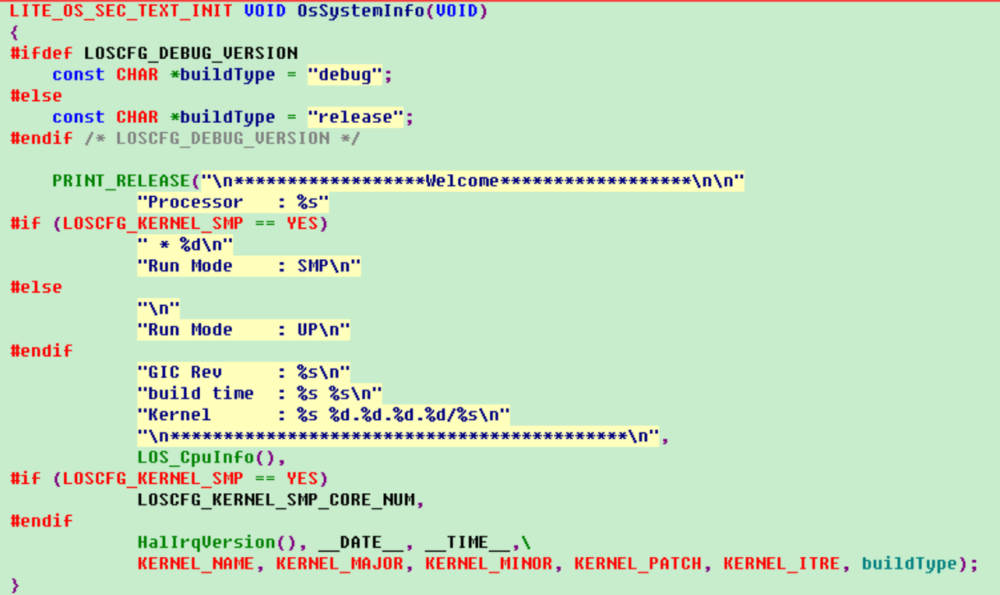 LITE_OS_SEC_TEXT_INIT VOID OsSystemInfo(VOID)
{
#ifdef LOSCFG_DEBUG_VERSION
    const CHAR *buildType = "debug";
#else
    const CHAR *buildType = "release";
#endif /* LOSCFG_DEBUG_VERSION */

    PRINT_RELEASE("\n******************Welcome******************\n\n"
            "Processor   : %s"
#if (LOSCFG_KERNEL_SMP == YES)
            " * %d\n"
            "Run Mode    : SMP\n"
#else
            "\n"
            "Run Mode    : UP\n"
#endif
            "GIC Rev     : %s\n"
            "build time  : %s %s\n"
            "Kernel      : %s %d.%d.%d.%d/%s\n"
            "\n*******************************************\n",
            LOS_CpuInfo(),
#if (LOSCFG_KERNEL_SMP == YES)
            LOSCFG_KERNEL_SMP_CORE_NUM,
#endif
            HalIrqVersion(), __DATE__, __TIME__,\
            KERNEL_NAME, KERNEL_MAJOR, KERNEL_MINOR, KERNEL_PATCH, KERNEL_ITRE, buildType);
}